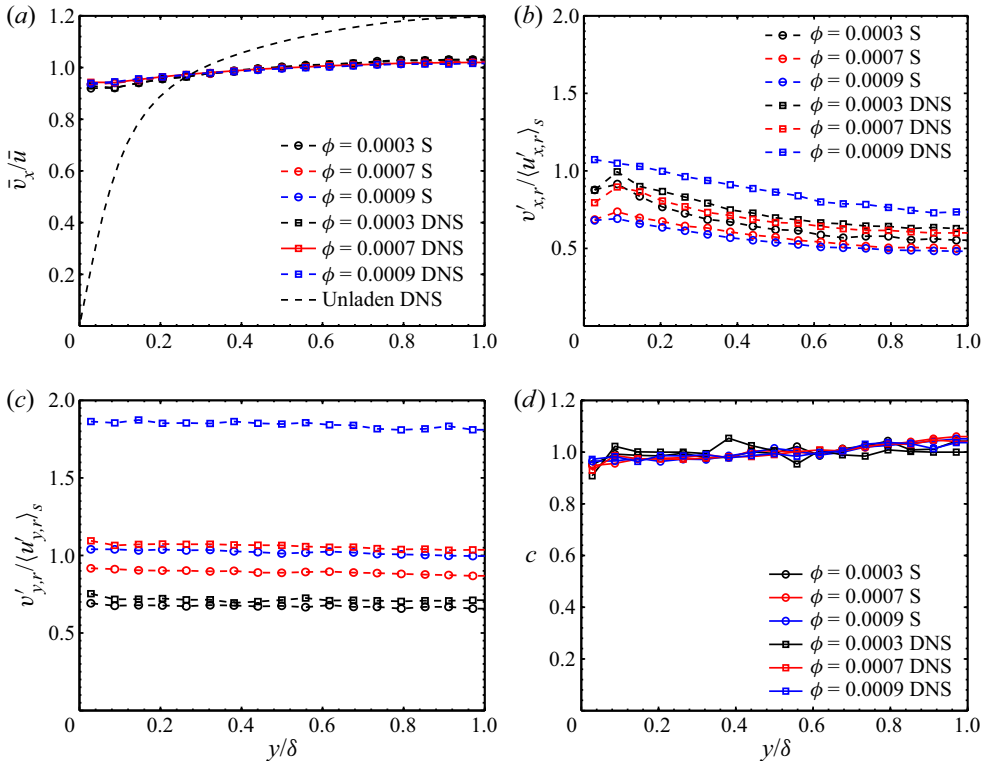 (a)
1.2
1.0
0.8
0.6
0.4
0.2
0
0.2
0.4
0.6
0.8
1.0
v̄x/ū
ϕ = 0.0003 S
ϕ = 0.0007 S
ϕ = 0.0009 S
ϕ = 0.0003 DNS
ϕ = 0.0007 DNS
ϕ = 0.0009 DNS
Unladen DNS
(b)
2.0
1.5
1.0
0.5
0
0.2
0.4
0.6
0.8
1.0
v′x,r/⟨u′x,r⟩s
ϕ = 0.0003 S
ϕ = 0.0007 S
ϕ = 0.0009 S
ϕ = 0.0003 DNS
ϕ = 0.0007 DNS
ϕ = 0.0009 DNS
(c)
2.0
1.5
1.0
0.5
0
0.2
0.4
0.6
0.8
1.0
v′y,r/⟨u′y,r⟩s
y/δ
(d)
1.2
1.0
0.8
0.6
0.4
0.2
0
0.2
0.4
0.6
0.8
1.0
c
ϕ = 0.0003 S
ϕ = 0.0007 S
ϕ = 0.0009 S
ϕ = 0.0003 DNS
ϕ = 0.0007 DNS
ϕ = 0.0009 DNS
y/δ